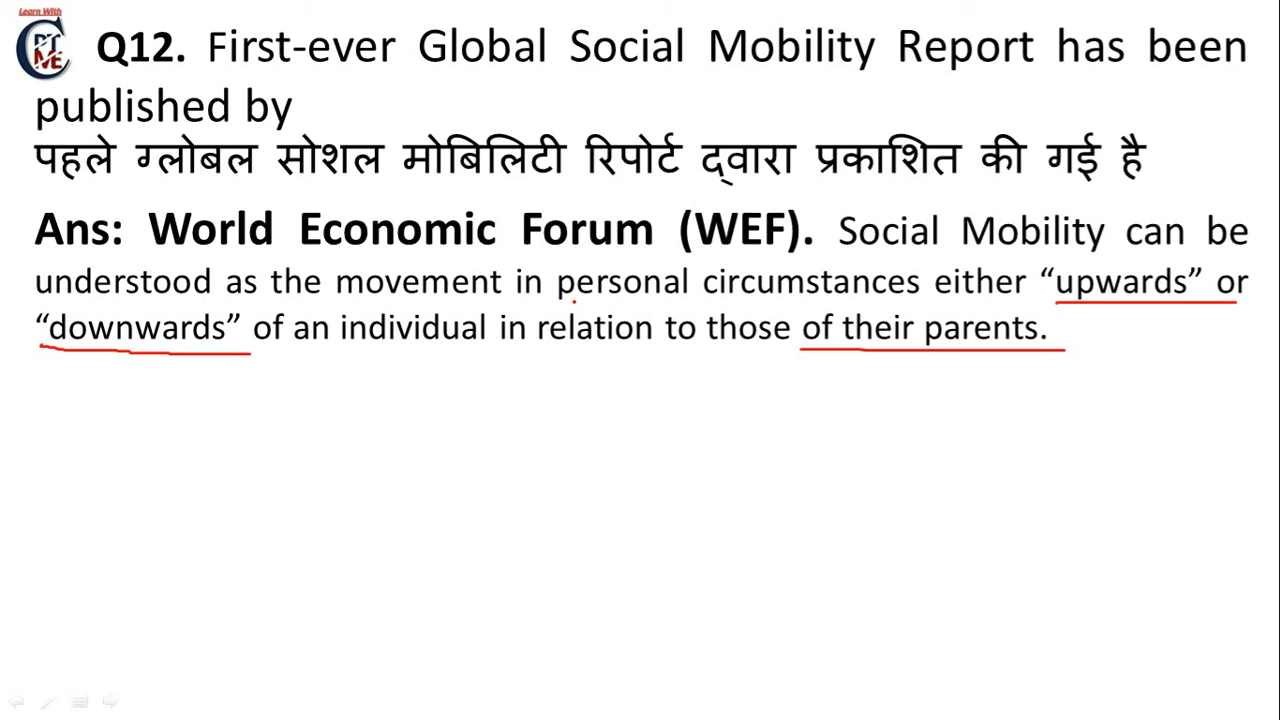 Learn With
CPTME
Q12. First-ever Global Social Mobility Report has been
published by
पहले ग्लोबल सोशल मोबिलिटी रिपोर्ट द्वारा प्रकाशित की गई है
Ans: World Economic Forum (WEF). Social Mobility can be
understood as the movement in personal circumstances either “upwards” or
“downwards” of an individual in relation to those of their parents.